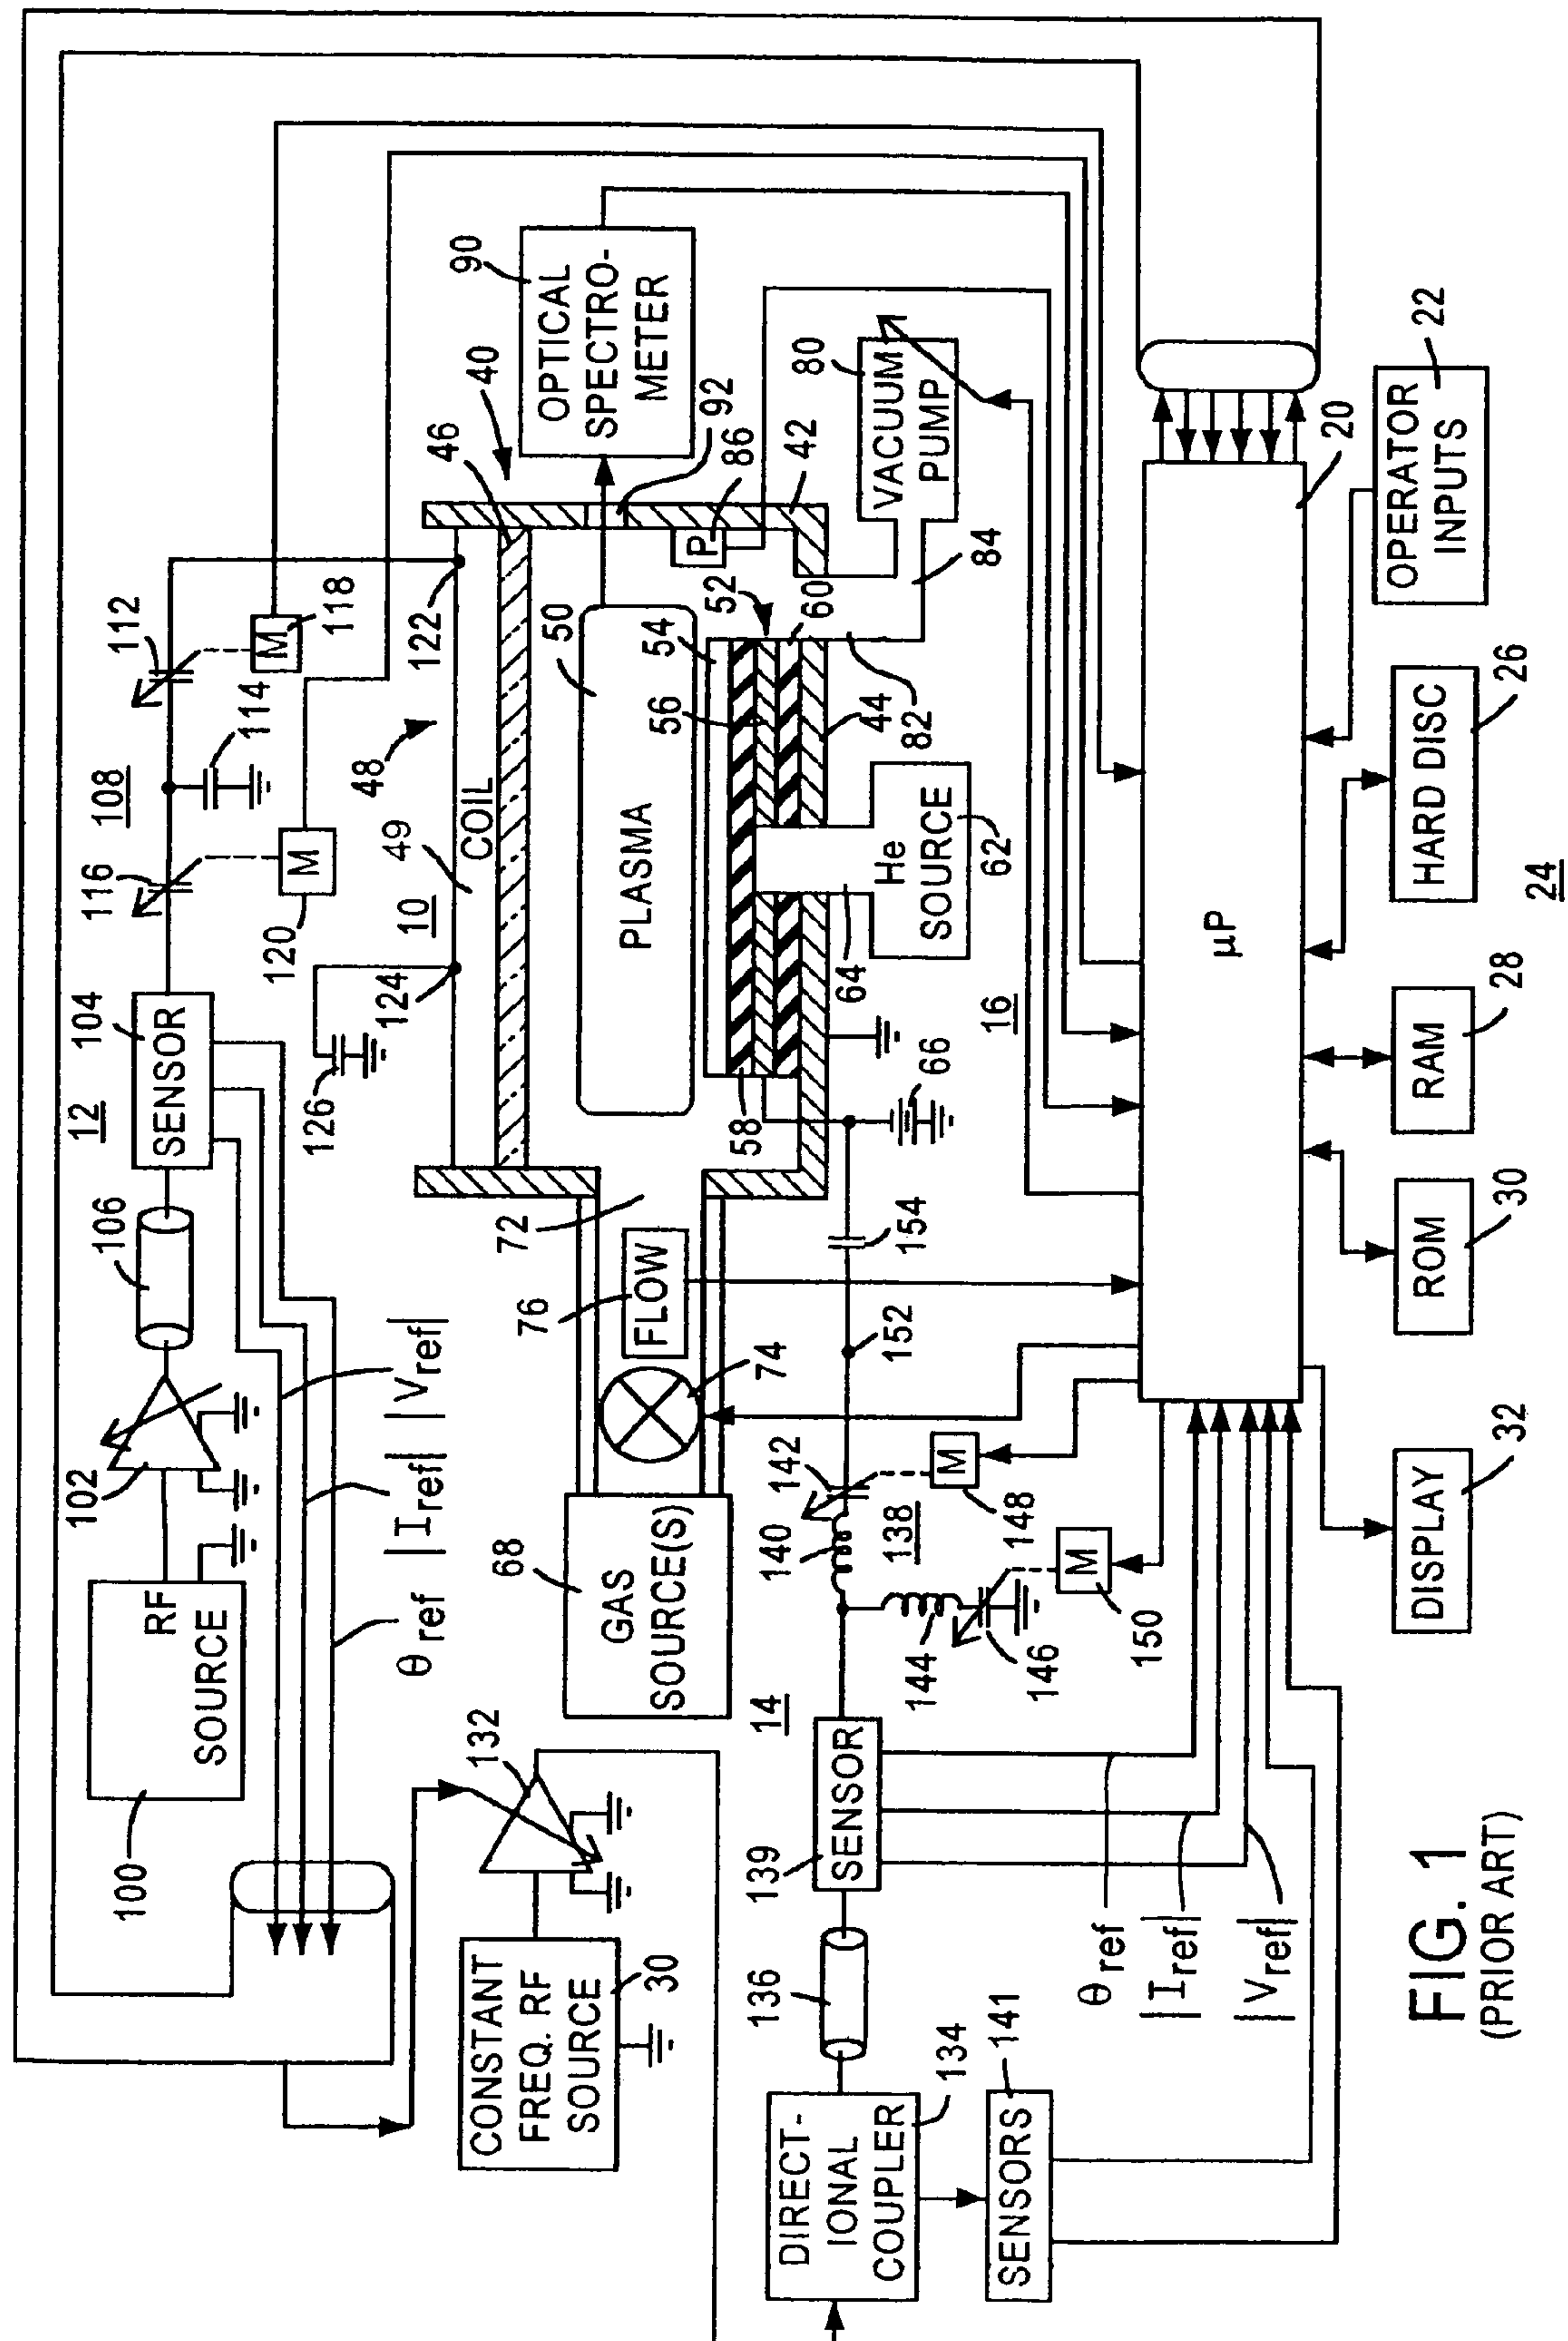 100
RF
SOURCE
102
106
12
104
SENSOR
116
108
114
112
M
120
M
118
126
124
10
48
122
θref
|Iref|
|Vref|
49
COIL
46
40
90
OPTICAL
SPECTRO-
METER
92
CONSTANT
FREQ. RF
SOURCE
30
132
68
GAS
SOURCE(S)
76
FLOW
74
72
PLASMA
50
P
86
42
58
56
54
52
60
44
82
84
80
VACUUM
PUMP
66
64
He
SOURCE
62
16
DIRECT-
IONAL
COUPLER
134
136
139
SENSOR
14
140
142
138
144
146
M
148
M
150
152
154
SENSORS
141
θref
|Iref|
|Vref|
μP
20
DISPLAY
32
ROM
30
RAM
28
HARD DISC
26
OPERATOR
INPUTS
22
24
FIG. 1
(PRIOR ART)